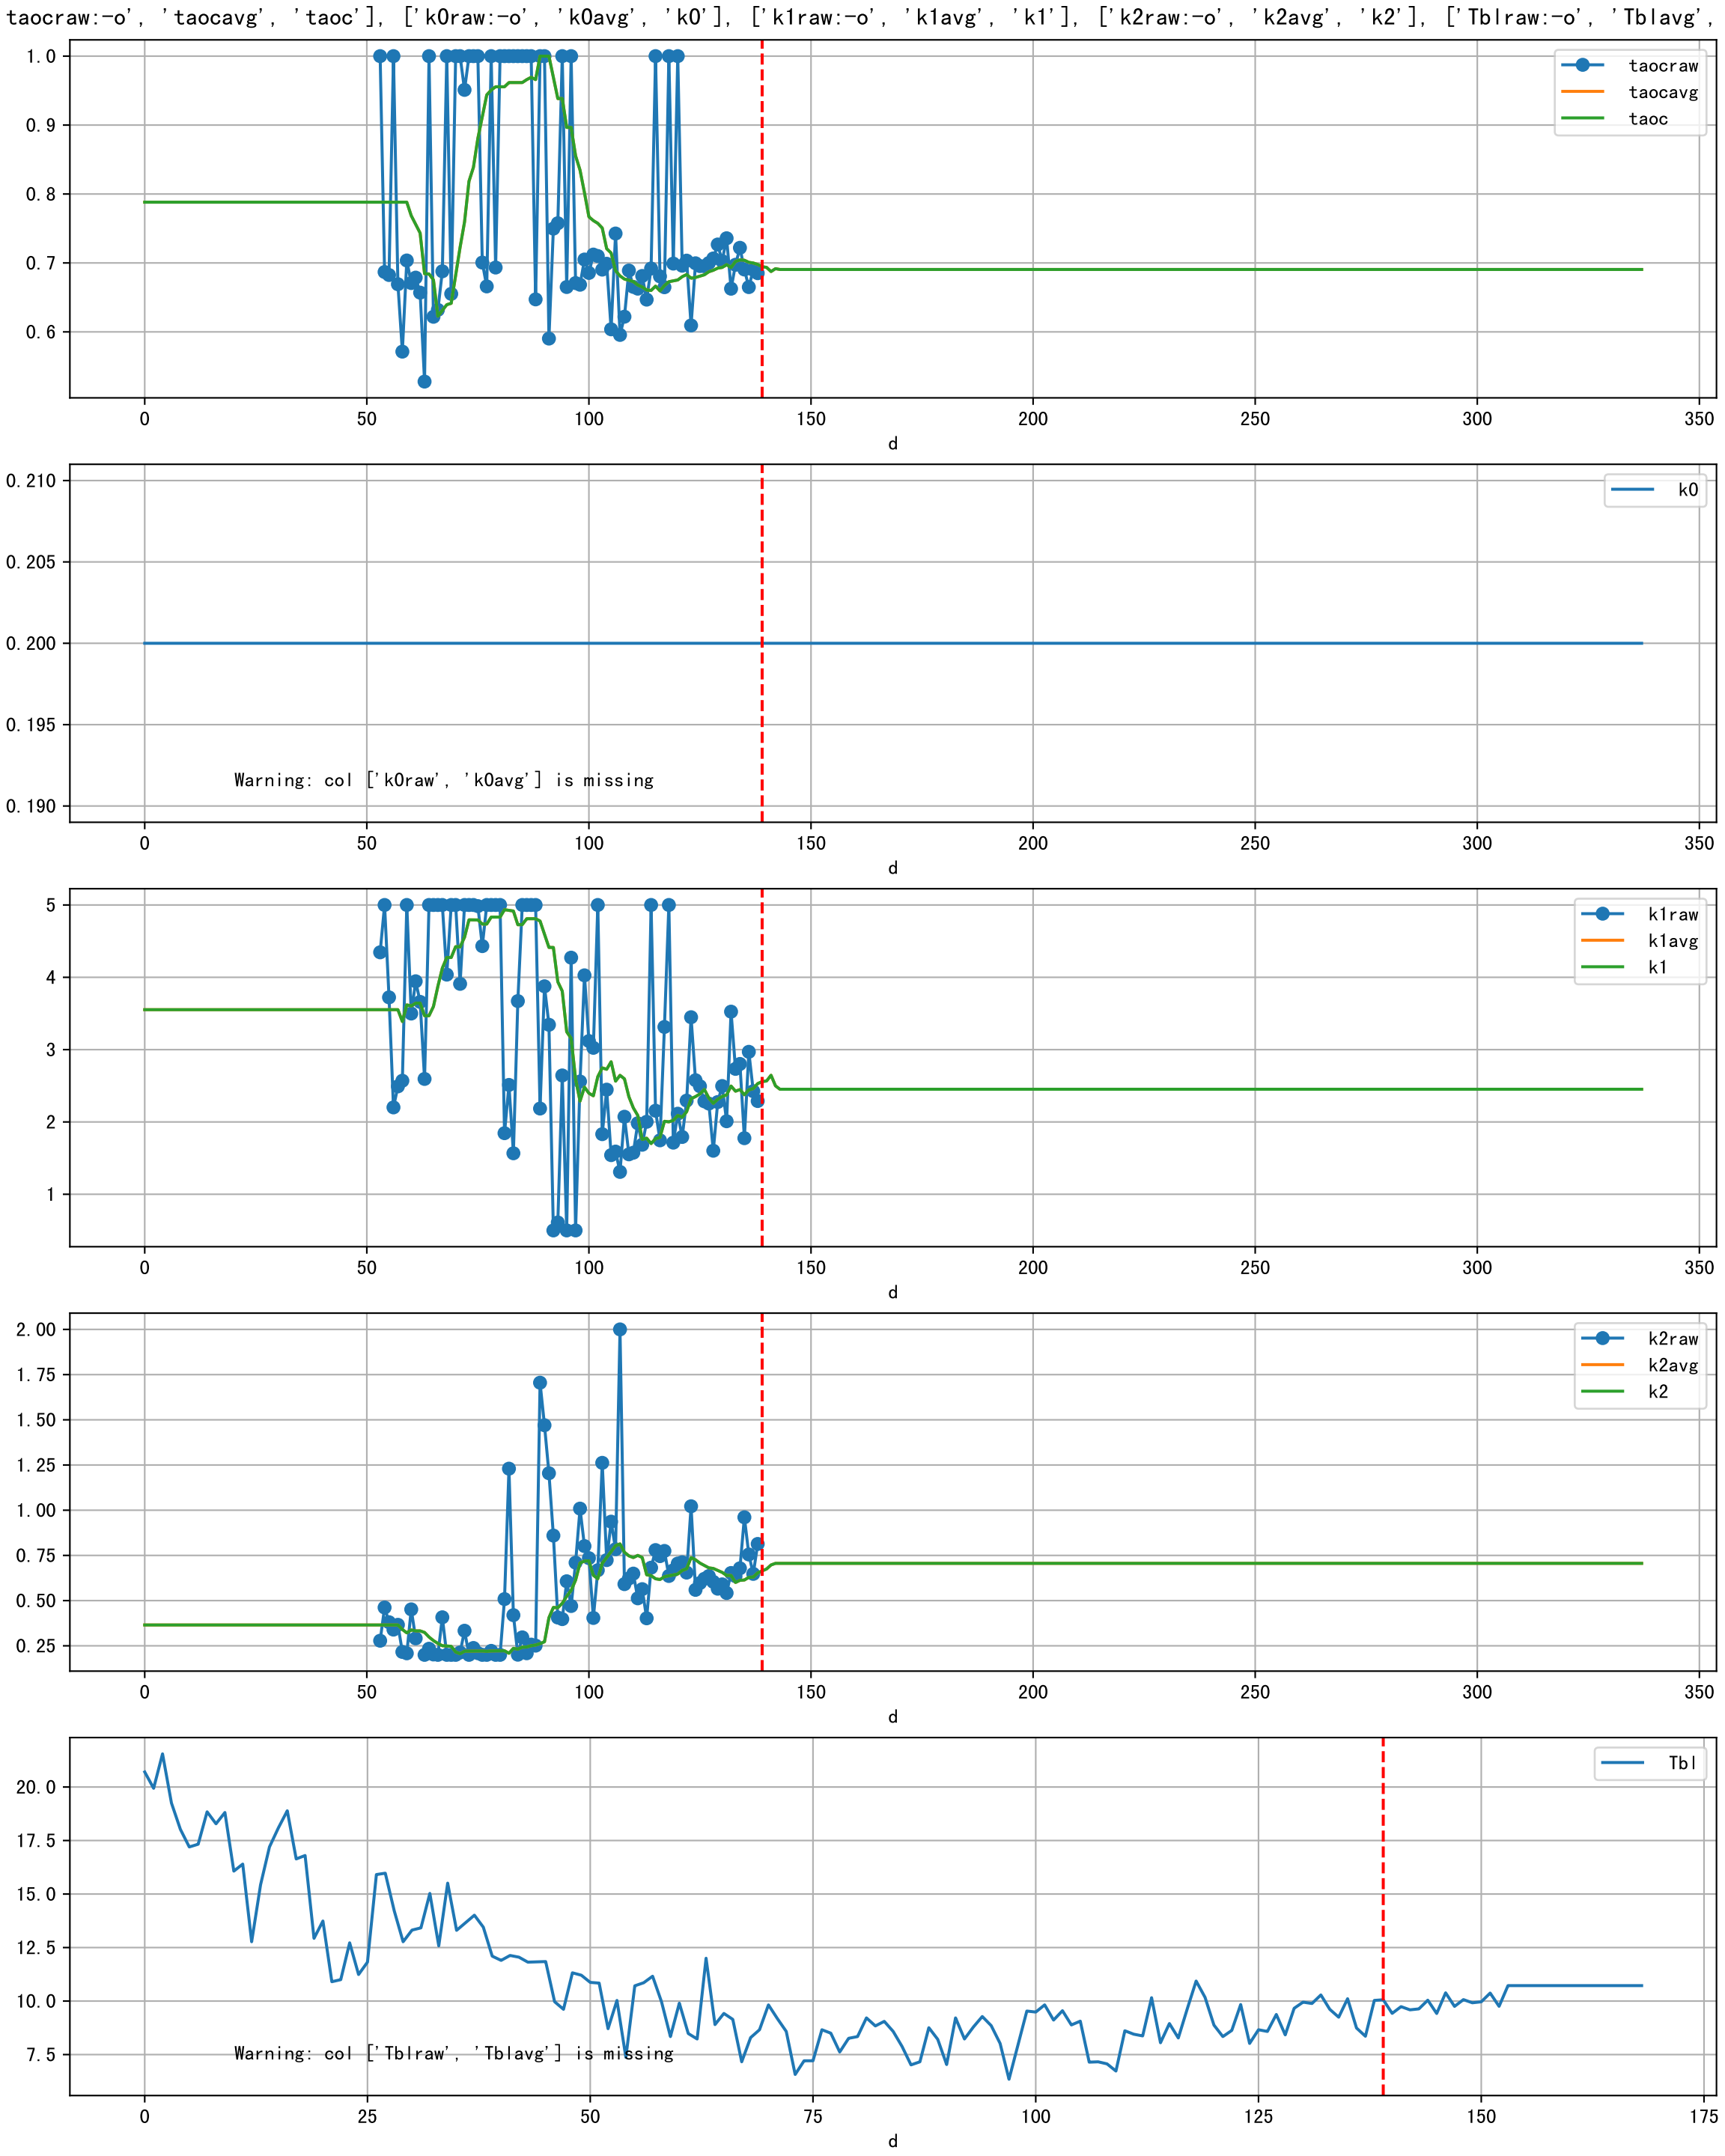 taocraw:-o', 'taocavg', 'taoc'], ['k0raw:-o', 'k0avg', 'k0'], ['k1raw:-o', 'k1avg', 'k1'], ['k2raw:-o', 'k2avg', 'k2'], ['Tblraw:-o', 'Tblavg',
1.0
0.9
0.8
0.7
0.6
taocraw
taocavg
taoc
0 50 100 150 200 250 300 350
d
0.210
0.205
0.200
0.195
0.190
k0
Warning: col ['k0raw', 'k0avg'] is missing
0 50 100 150 200 250 300 350
d
5
4
3
2
1
k1raw
k1avg
k1
0 50 100 150 200 250 300 350
d
2.00
1.75
1.50
1.25
1.00
0.75
0.50
0.25
k2raw
k2avg
k2
0 50 100 150 200 250 300 350
d
20.0
17.5
15.0
12.5
10.0
7.5
Tbl
Warning: col ['Tblraw', 'Tblavg'] is missing
0 25 50 75 100 125 150 175
d